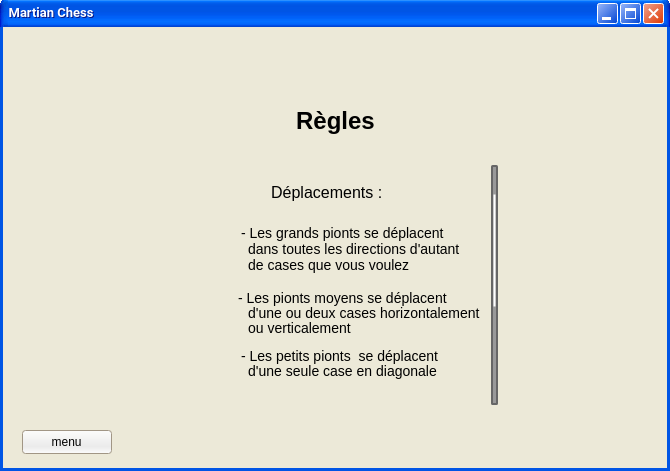 Martian Chess
Règles
Déplacements :
- Les grands pionts se déplacent
dans toutes les directions d'autant
de cases que vous voulez
- Les pionts moyens se déplacent
d'une ou deux cases horizontalement
ou verticalement
- Les petits pionts  se déplacent
d'une seule case en diagonale
menu